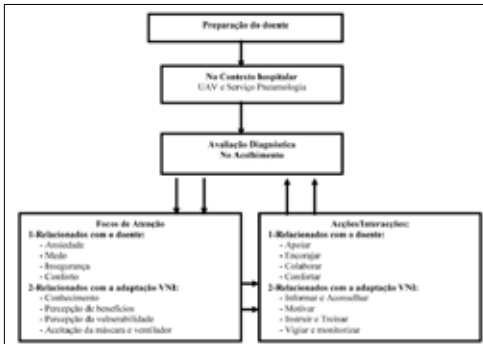 Preparação do doente
No Contexto hospitalar
UAV e Serviço Pneumologia
Avaliação Diagnóstica
No Acolhimento
Focos de Atenção
1-Relacionados com o doente:
- Ansiedade
- Medo
- Insegurança
- Conforto
2-Relacionados com a adaptação VNI:
- Conhecimento
- Percepção de benefícios
- Percepção da vulnerabilidade
- Aceitação da máscara e ventilador
Acções/Interacções:
1-Relacionados com o doente:
- Apoiar
- Encorajar
- Colaborar
- Confortar
2-Relacionados com a adaptação VNI:
- Informar e Aconselhar
- Motivar
- Instruir e Treinar
- Vigiar e monitorizar